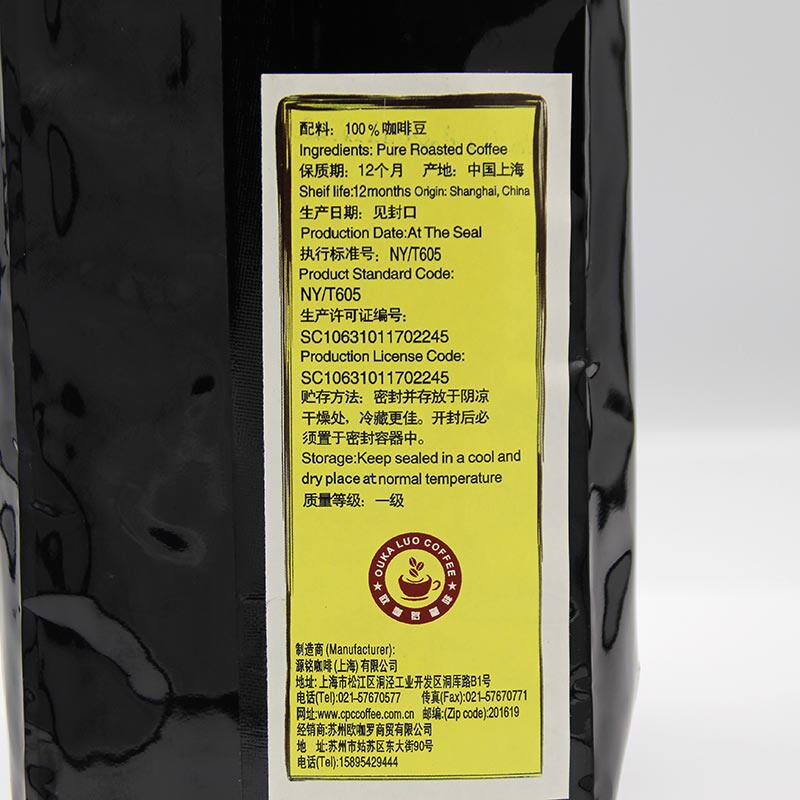 配料：100％咖啡豆
Ingredients: Pure Roasted Coffee
保质期：12个月 产地：中国上海
Sheif life:12months Origin: Shanghai, China
生产日期：见封口
Production Date:At The Seal
执行标准号：NY/T605
Product Standard Code:
NY/T605
生产许可证编号：
SC10631011702245
Production License Code:
SC10631011702245
贮存方法：密封并存放于阴凉
干燥处，冷藏更佳。开封后必
须置于密封容器中。
Storage:Keep sealed in a cool and
dry place at normal temperature
质量等级：一级
OUKA LUO COFFEE
欧咖罗咖啡
制造商(Manufacturer):
源铭咖啡(上海)有限公司
地址:上海市松江区洞泾工业开发区洞厍路B1号
电话(Tel):021-57670577 传真(Fax):021-57670771
网址:www.cpccoffee.com.cn 邮编:(Zip code):201619
经销商:苏州欧咖罗商贸有限公司
地 址:苏州市姑苏区东大街90号
电话(Tel):15895429444